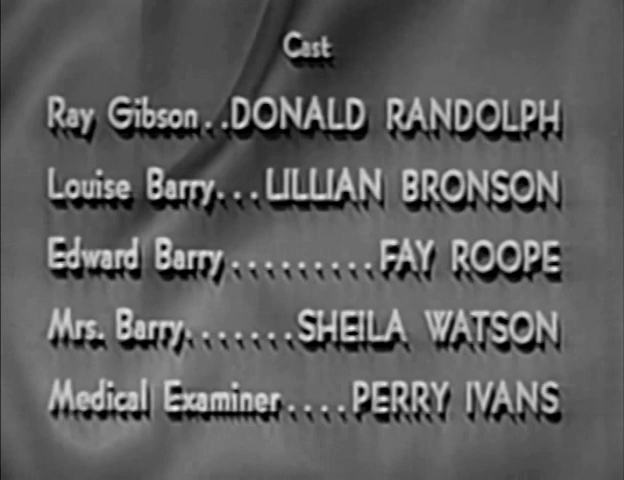 Cast
Ray Gibson..DONALD RANDOLPH
Louise Barry...LILLIAN BRONSON
Edward Barry.........FAY ROOPE
Mrs. Barry.......SHEILA WATSON
Medical Examiner....PERRY IVANS